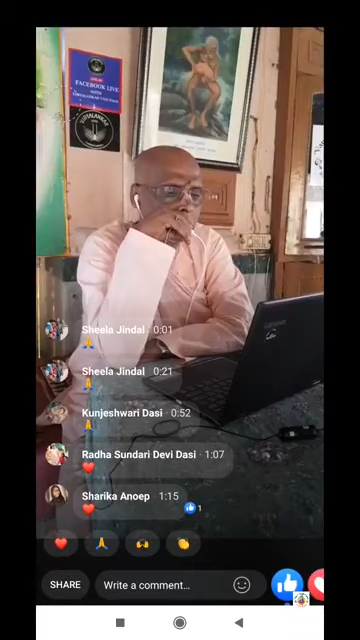 FACEBOOK LIVE
WITH
Sheela Jindal · 0:01
Sheela Jindal · 0:21
Kunjeshwari Dasi · 0:52
Radha Sundari Devi Dasi · 1:07
Sharika Anoep · 1:15
1
SHARE
Write a comment...